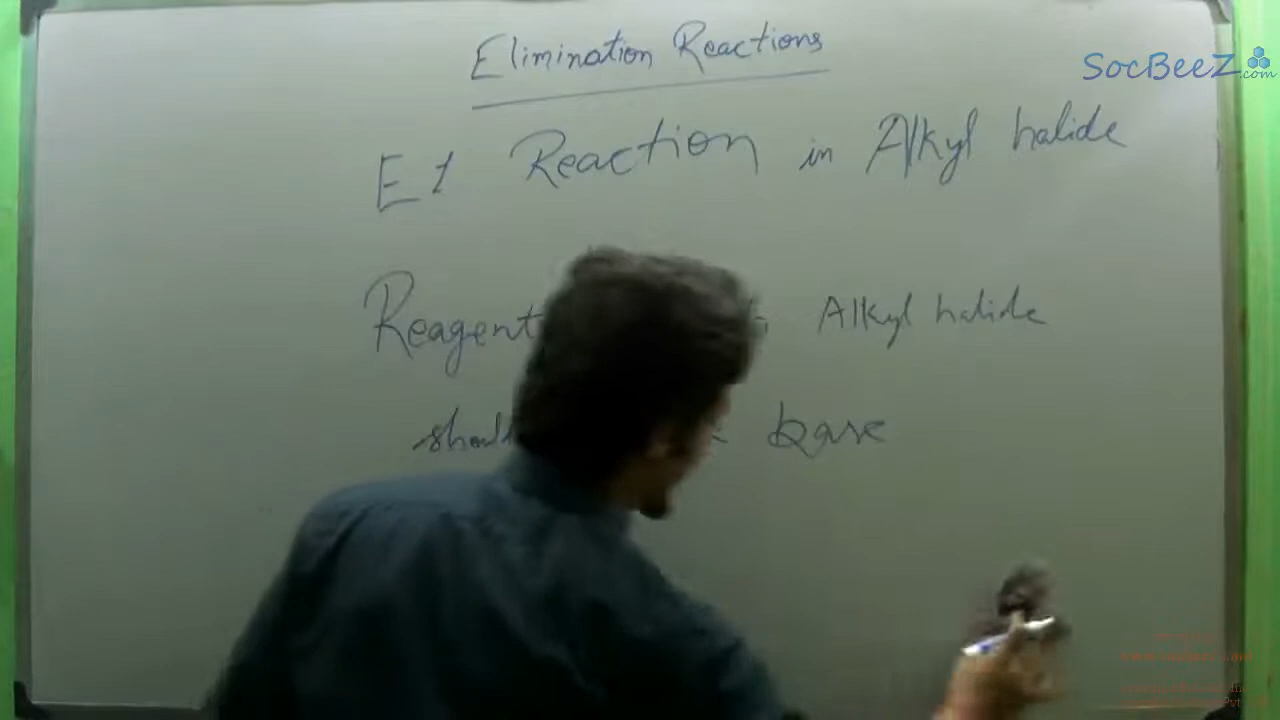 Elimination Reactions
SocBeeZ.com
E1 Reaction in Alkyl halide
Reagent Alkyl halide
base